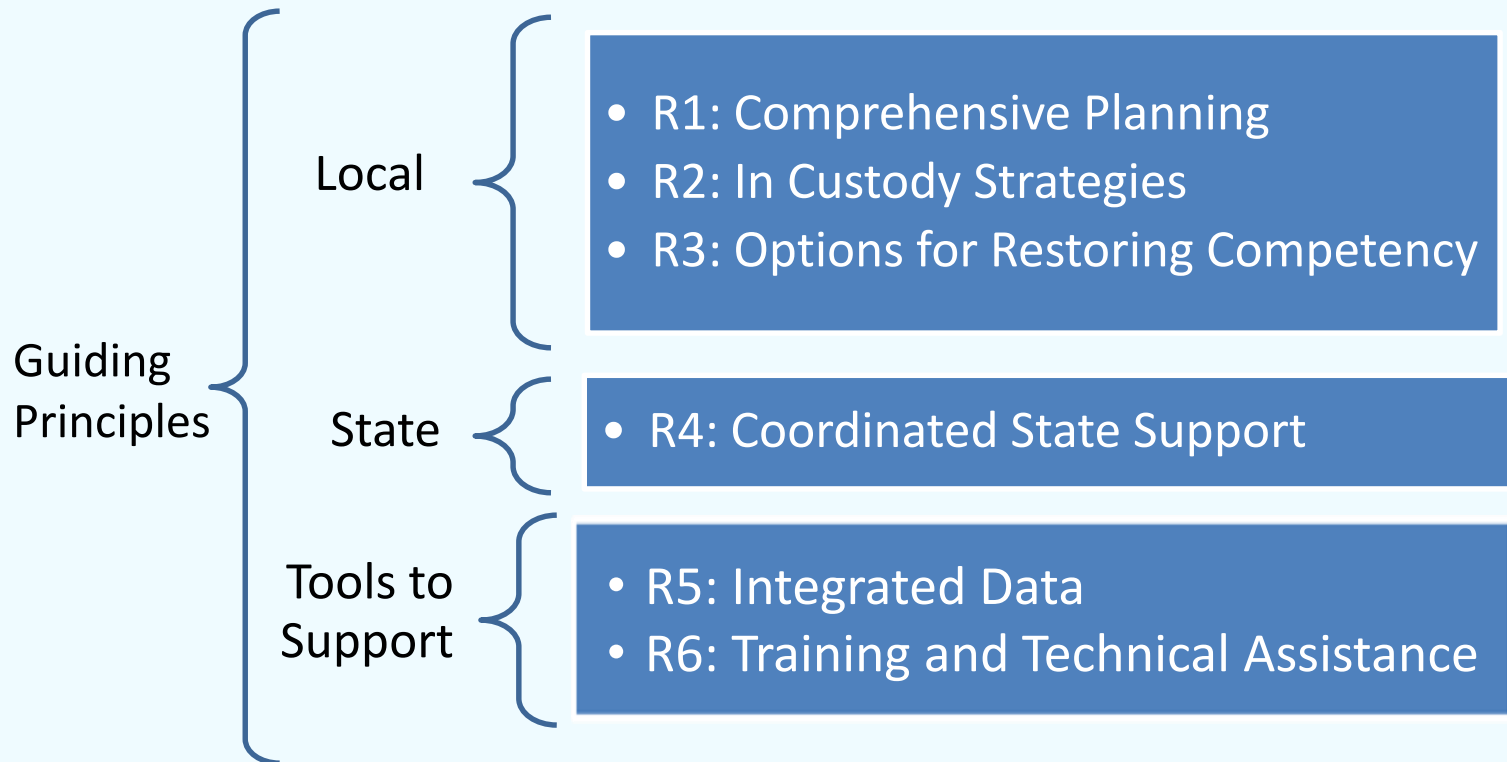 Guiding
Principles
Local
• R1: Comprehensive Planning
• R2: In Custody Strategies
• R3: Options for Restoring Competency
State
• R4: Coordinated State Support
Tools to
Support
• R5: Integrated Data
• R6: Training and Technical Assistance